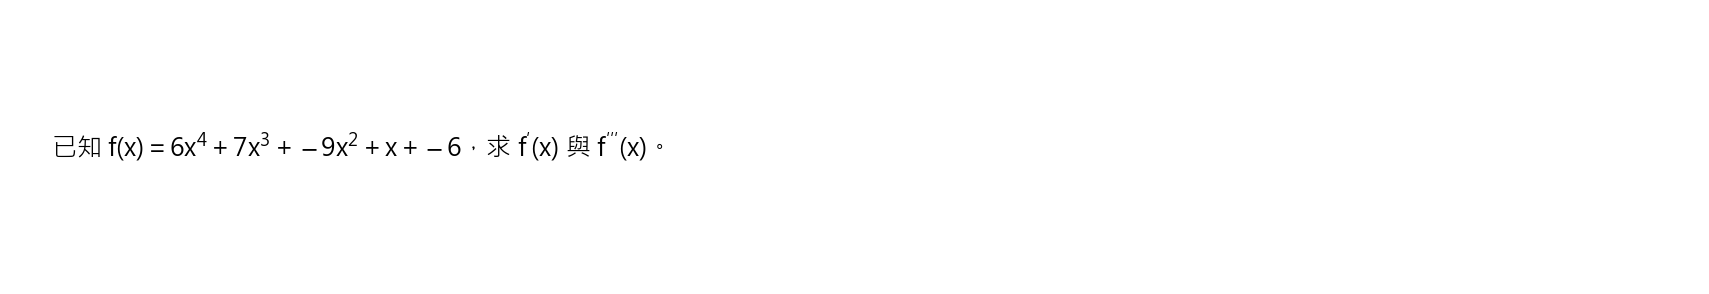 已知 f(x) = 6x⁴ + 7x³ + −9x² + x + −6，求 f′(x) 與 f′′′(x)。